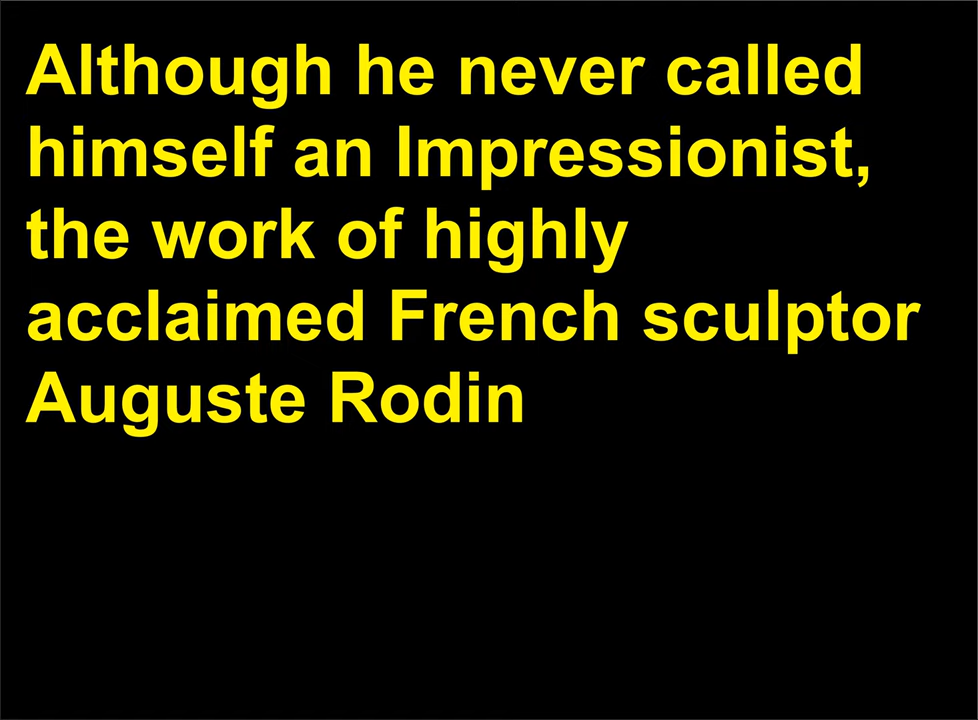 Although he never called
himself an Impressionist,
the work of highly
acclaimed French sculptor
Auguste Rodin